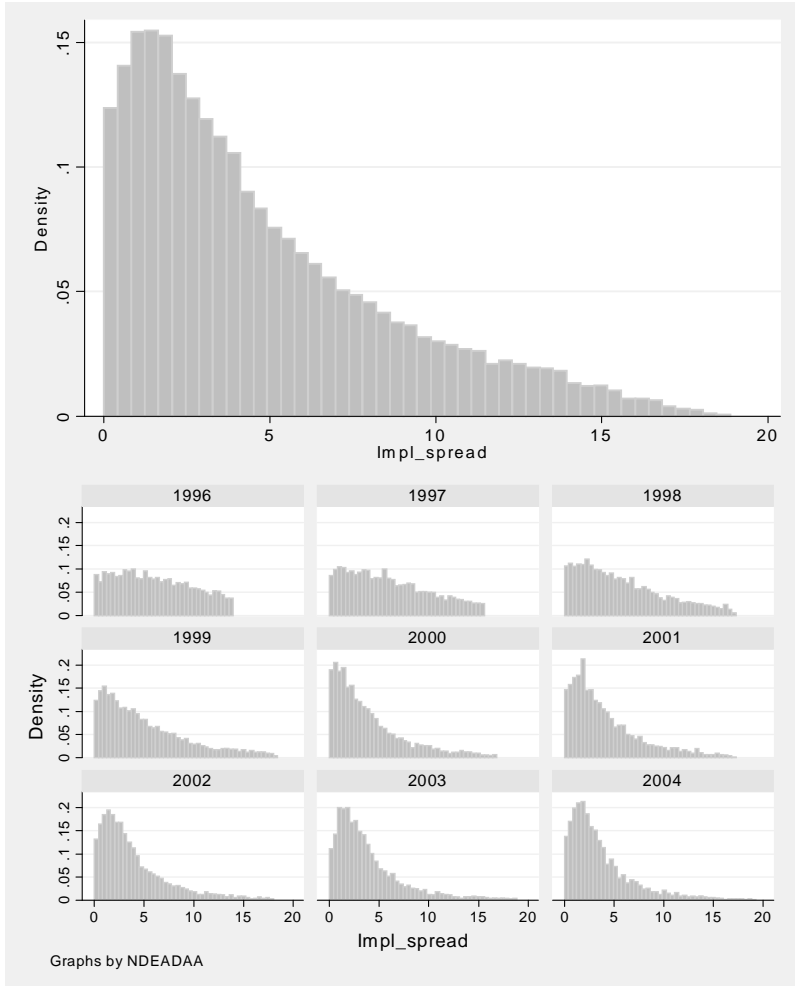 .15
.1
Density
.05
0
0 5 10 15 20
Impl_spread
1996 1997 1998
0 .05 .1 .15 .2
1999 2000 2001
0 .05 .1 .15 .2
Density
2002 2003 2004
0 .05 .1 .15 .2
0 5 10 15 20 0 5 10 15 20 0 5 10 15 20
Impl_spread
Graphs by NDEADAA